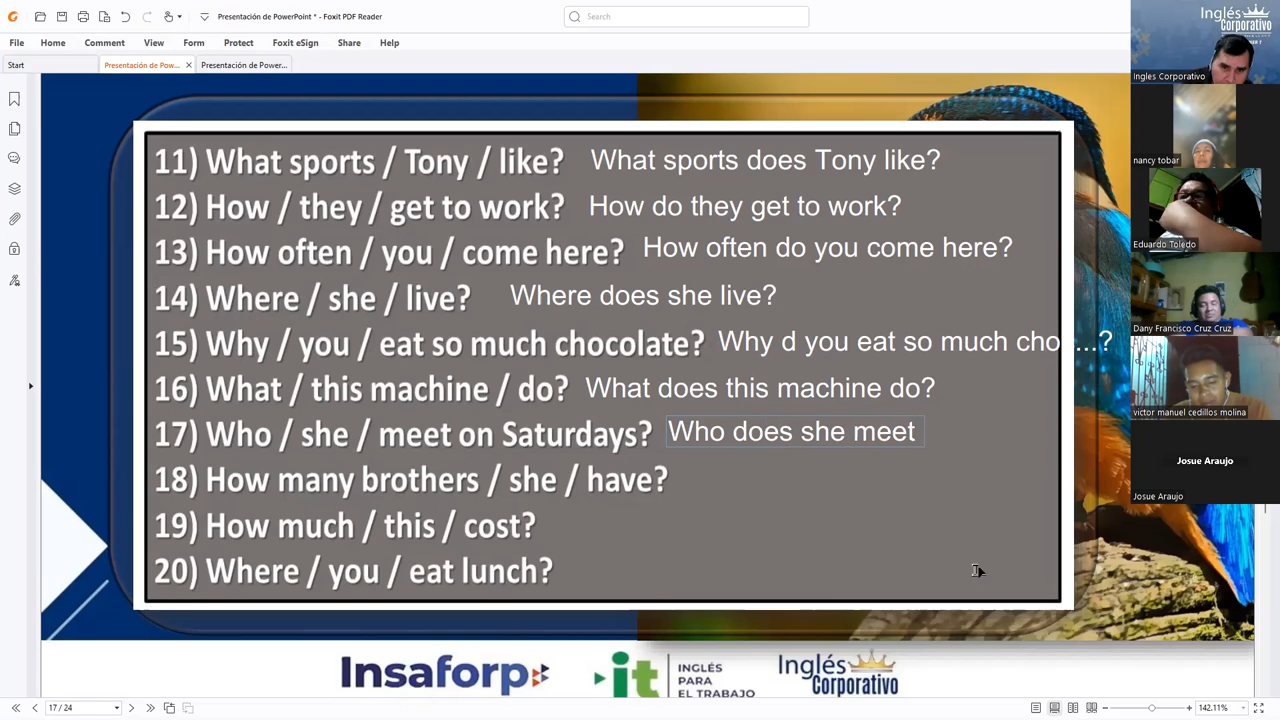 Presentación de PowerPoint * - Foxit PDF Reader
Search
File Home Comment View Form Protect Foxit eSign Share Help
Start Presentación de Pow... Presentación de Power...
11) What sports / Tony / like? What sports does Tony like?
12) How / they / get to work? How do they get to work?
13) How often / you / come here? How often do you come here?
14) Where / she / live? Where does she live?
15) Why / you / eat so much chocolate? Why d you eat so much cho ...?
16) What / this machine / do? What does this machine do?
17) Who / she / meet on Saturdays? Who does she meet
18) How many brothers / she / have?
19) How much / this / cost?
20) Where / you / eat lunch?
Insaforp
it
INGLÉS
PARA
EL TRABAJO
Inglés
Corporativo
17 / 24
142.11%
Inglés
Corporativo
Ingles Corporativo
nancy tobar
Eduardo Toledo
Dany Francisco Cruz Cruz
victor manuel cedillos molina
Josue Araujo
Josue Araujo